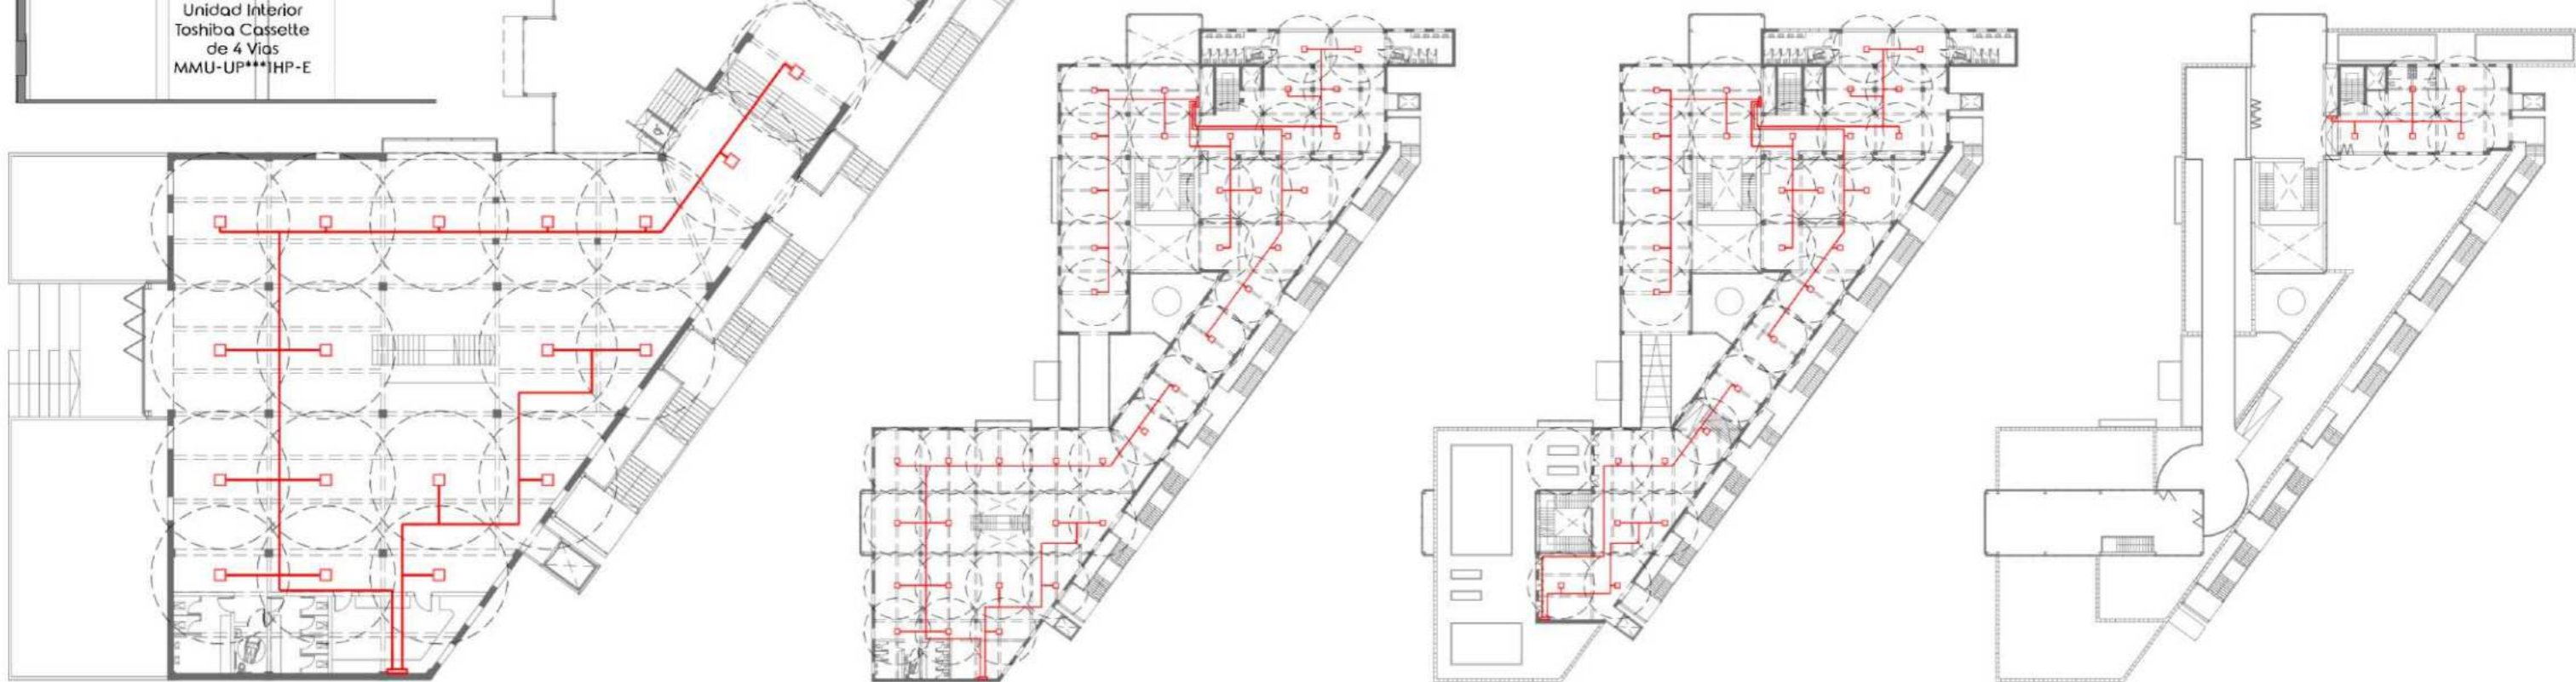 Unidad Interior
Toshiba Cassette
de 4 Vias
MMU-UP***1HP-E